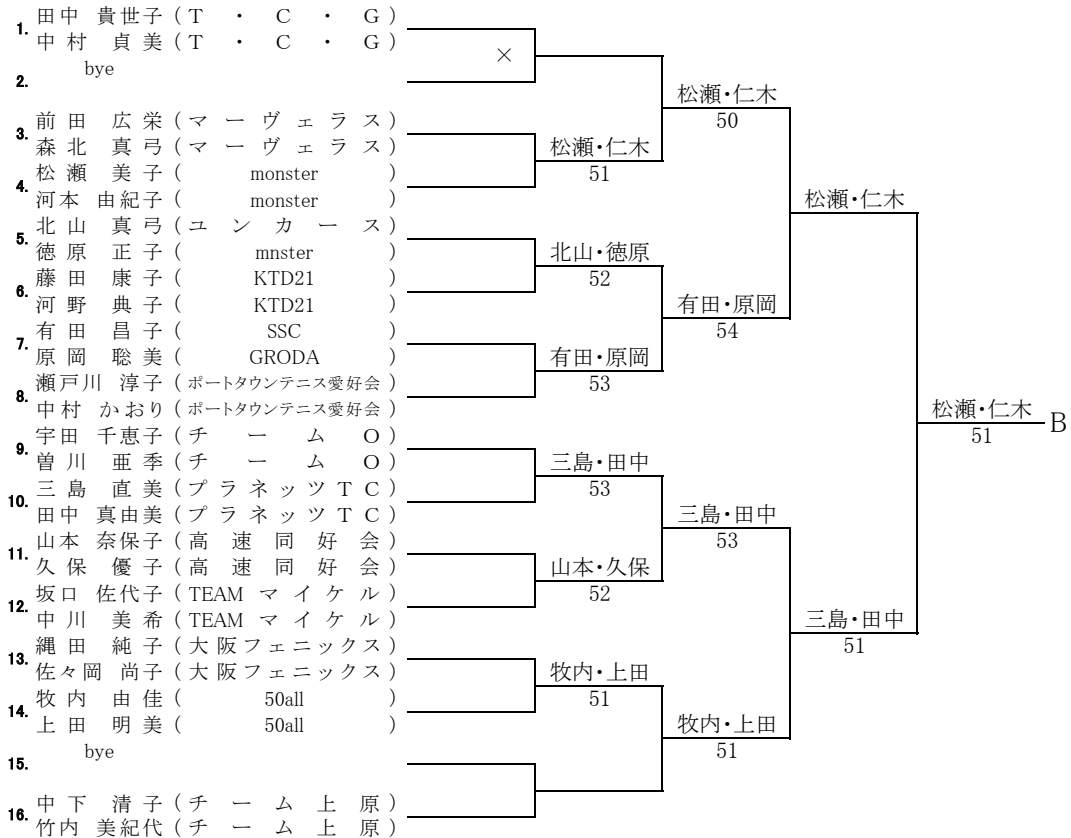 1. 田中 貴世子 (T ・ C ・ G)
中村 貞美 (T ・ C ・ G)
×
2. bye
松瀬・仁木
50
3. 前田 広栄 (マーヴェラス)
森北 真弓 (マーヴェラス)
松瀬・仁木
51
4. 松瀬 美子 ( monster )
河本 由紀子 ( monster )
松瀬・仁木
5. 北山 真弓 (ユンカース)
徳原 正子 ( mnster )
北山・徳原
52
6. 藤田 康子 ( KTD21 )
河野 典子 ( KTD21 )
有田・原岡
54
7. 有田 昌子 ( SSC )
原岡 聡美 ( GRODA )
有田・原岡
53
8. 瀬戸川 淳子 (ポートタウンテニス愛好会)
中村 かおり (ポートタウンテニス愛好会)
松瀬・仁木
51
B
9. 宇田 千恵子 (チーム O)
曽川 亜季 (チーム O)
三島・田中
53
10. 三島 直美 (プラネッツTC)
田中 真由美 (プラネッツTC)
三島・田中
53
11. 山本 奈保子 (高速同好会)
久保 優子 (高速同好会)
山本・久保
52
12. 坂口 佐代子 (TEAM マイケル)
中川 美希 (TEAM マイケル)
三島・田中
51
13. 縄田 純子 (大阪フェニックス)
佐々岡 尚子 (大阪フェニックス)
牧内・上田
51
14. 牧内 由佳 ( 50all )
上田 明美 ( 50all )
牧内・上田
51
15. bye
16. 中下 清子 (チーム上原)
竹内 美紀代 (チーム上原)